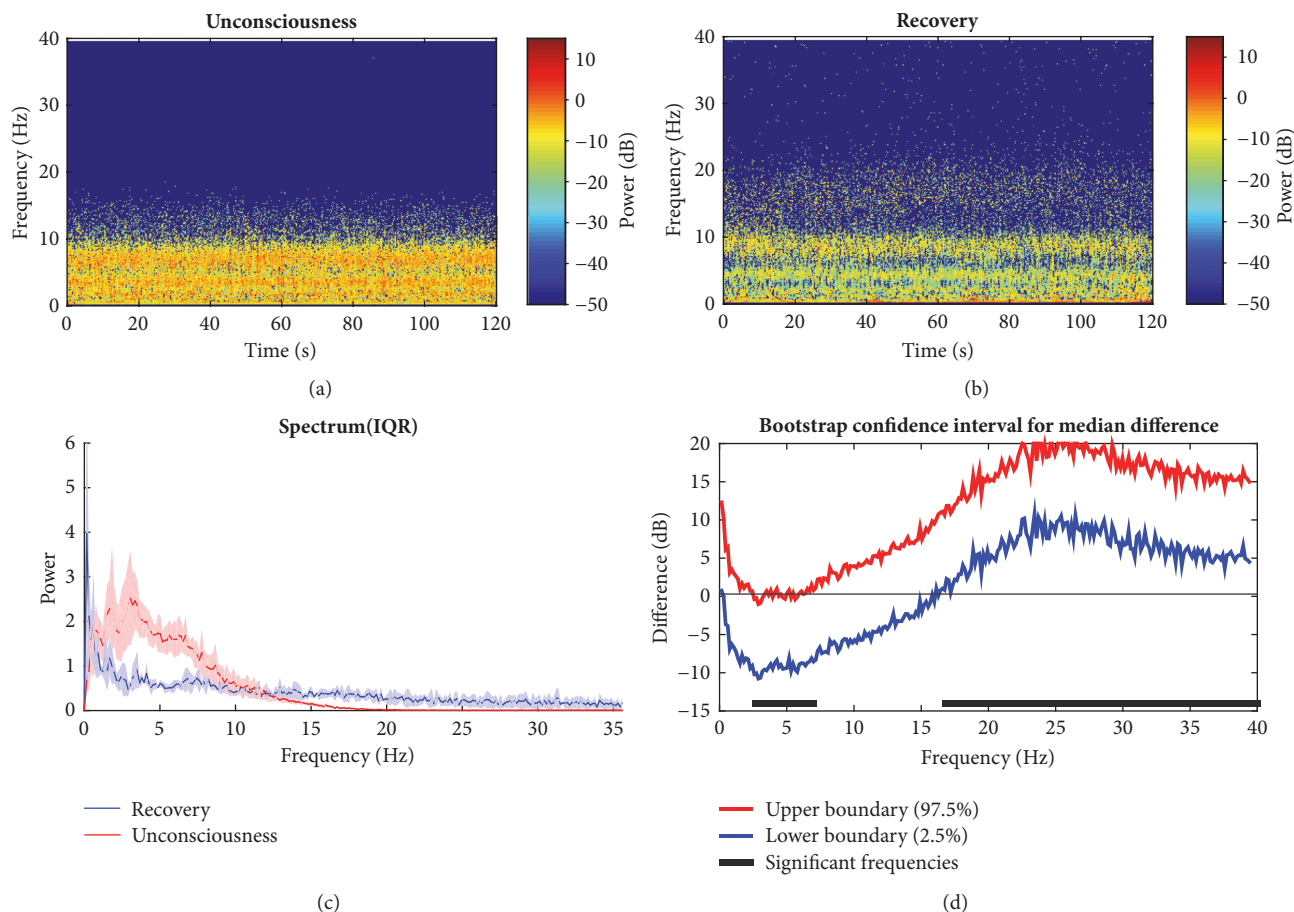 Unconsciousness
40
30
20
10
0
Frequency (Hz)
0 20 40 60 80 100 120
Time (s)
10
0
−10
−20
−30
−40
−50
Power (dB)
(a)
Recovery
40
30
20
10
0
Frequency (Hz)
0 20 40 60 80 100 120
Time (s)
10
0
−10
−20
−30
−40
−50
Power (dB)
(b)
Spectrum(IQR)
6
5
4
3
2
1
0
Power
0 5 10 15 20 25 30 35
Frequency (Hz)
Recovery
Unconsciousness
(c)
Bootstrap confidence interval for median difference
20
15
10
5
0
−5
−10
−15
Difference (dB)
0 5 10 15 20 25 30 35 40
Frequency (Hz)
Upper boundary (97.5%)
Lower boundary (2.5%)
Significant frequencies
(d)